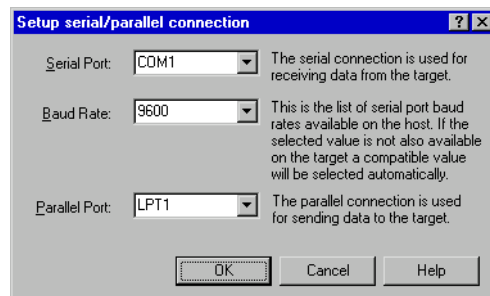 Setup serial/parallel connection
Serial Port: COM1 The serial connection is used for
receiving data from the target.
Baud Rate: 9600 This is the list of serial port baud
rates available on the host. If the
selected value is not also available
on the target a compatible value
will be selected automatically.
Parallel Port: LPT1 The parallel connection is used
for sending data to the target.
OK Cancel Help